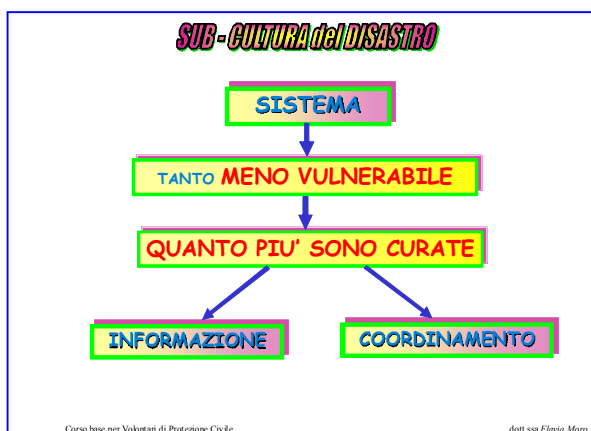 SUB - CULTURA del DISASTRO
SISTEMA
TANTO MENO VULNERABILE
QUANTO PIU' SONO CURATE
INFORMAZIONE
COORDINAMENTO
Corso base per Volontari di Protezione Civile
dott.ssa Flavia Moro